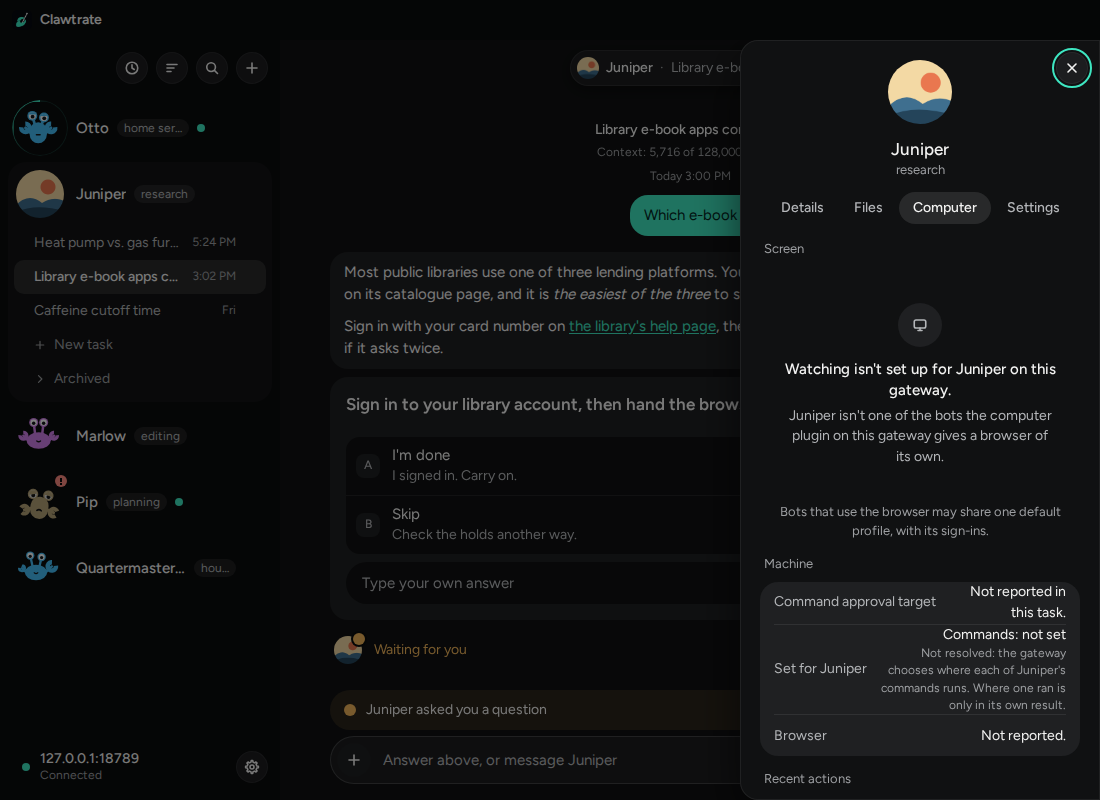 Clawtrate
Otto
home ser...
Juniper
research
Heat pump vs. gas fur...
5:24 PM
Library e-book apps c...
3:02 PM
Caffeine cutoff time
Fri
New task
Archived
Marlow
editing
Pip
planning
Quartermaster...
hou...
127.0.0.1:18789
Connected
Juniper · Library e-bo
Library e-book apps co
Context: 5,716 of 128,000
Today 3:00 PM
Which e-book
Most public libraries use one of three lending platforms. You
on its catalogue page, and it is the easiest of the three to s
Sign in with your card number on the library's help page, the
if it asks twice.
Sign in to your library account, then hand the brow
A
I'm done
I signed in. Carry on.
B
Skip
Check the holds another way.
Type your own answer
Waiting for you
Juniper asked you a question
Answer above, or message Juniper
Juniper
research
Details
Files
Computer
Settings
Screen
Watching isn't set up for Juniper on this
gateway.
Juniper isn't one of the bots the computer
plugin on this gateway gives a browser of
its own.
Bots that use the browser may share one default
profile, with its sign-ins.
Machine
Command approval target
Not reported in
this task.
Set for Juniper
Commands: not set
Not resolved: the gateway
chooses where each of Juniper's
commands runs. Where one ran is
only in its own result.
Browser
Not reported.
Recent actions